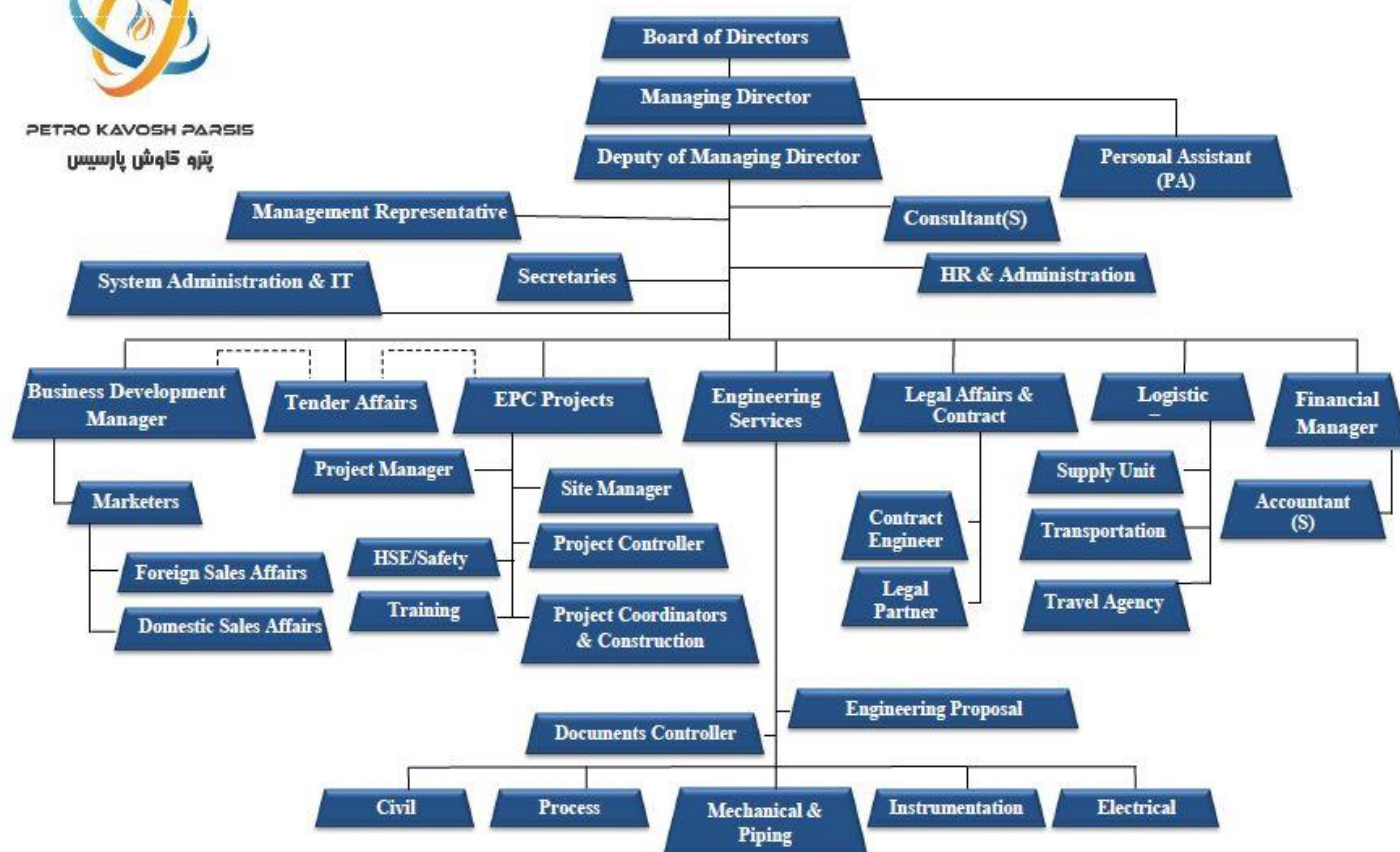 PETRO KAVOSH PARSIS
پترو کاوش پارسیس
Board of Directors
Managing Director
Deputy of Managing Director
Personal Assistant
(PA)
Management Representative
Consultant(S)
System Administration & IT
Secretaries
HR & Administration
Business Development
Manager
Tender Affairs
EPC Projects
Engineering
Services
Legal Affairs &
Contract
Logistic
Financial
Manager
Project Manager
Site Manager
Supply Unit
Marketers
Accountant
(S)
Contract
Engineer
Transportation
Project Controller
HSE/Safety
Foreign Sales Affairs
Legal
Partner
Travel Agency
Training
Project Coordinators
& Construction
Domestic Sales Affairs
Engineering Proposal
Documents Controller
Civil
Process
Mechanical &
Piping
Instrumentation
Electrical